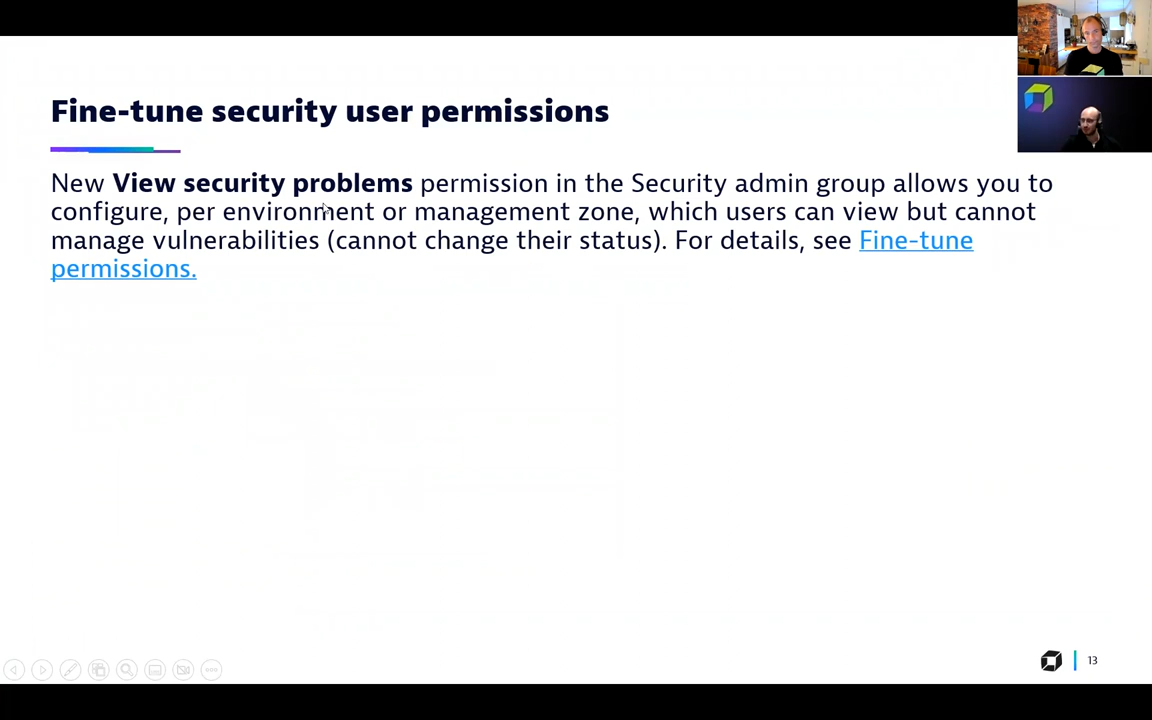 Fine-tune security user permissions
New View security problems permission in the Security admin group allows you to
configure, per environment or management zone, which users can view but cannot
manage vulnerabilities (cannot change their status). For details, see Fine-tune
permissions.
13